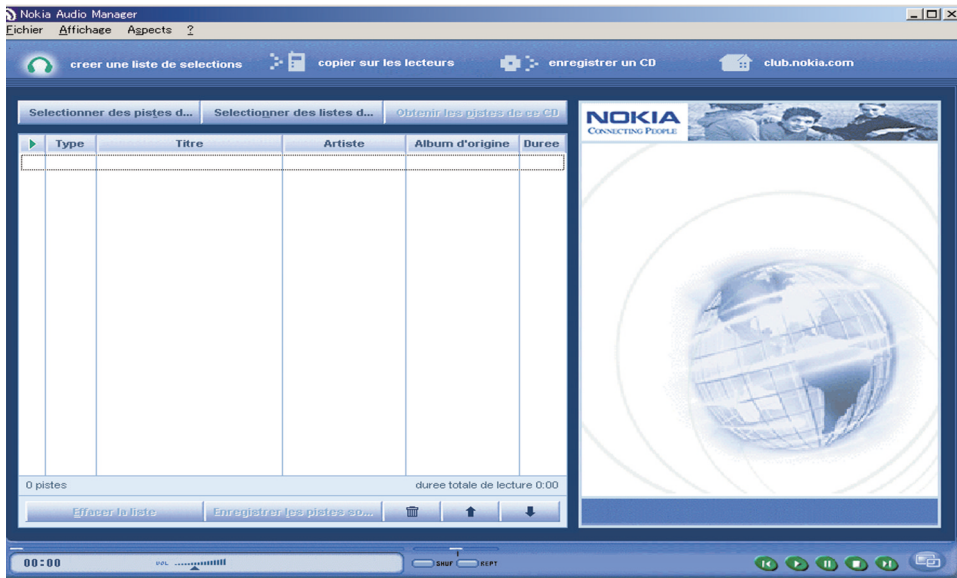 Nokia Audio Manager
Eichier Affichage Aspects ?
creer une liste de selections copier sur les lecteurs enregistrer un CD club.nokia.com
Selectionner des pistes d... Selectionner des listes d... Obtenir les pistes de ce CD
NOKIA
CONNECTING PEOPLE
Type Titre Artiste Album d'origine Duree
0 pistes duree totale de lecture 0:00
Effacer la liste Enregistrer les pistes so...
00:00 VOL SHUF REPT